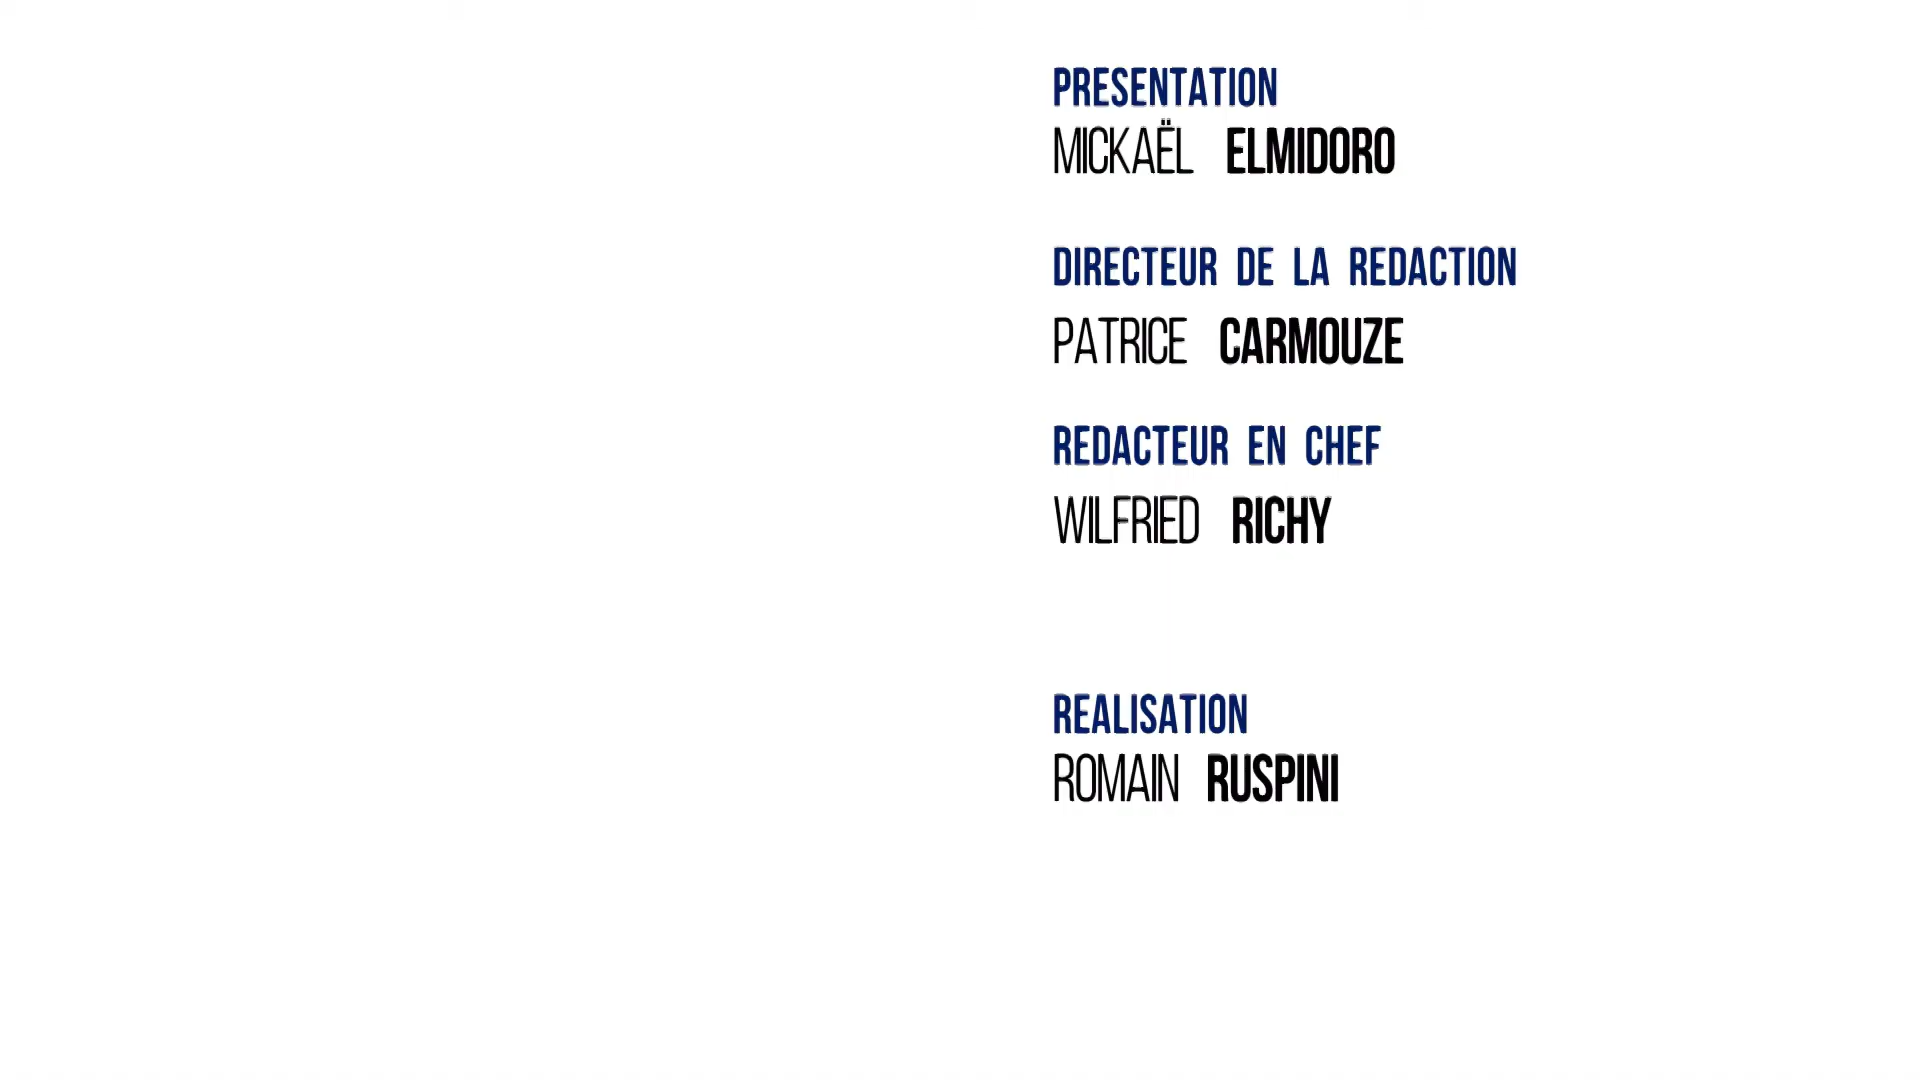 PRESENTATION
MICKAËL ELMIDORO
DIRECTEUR DE LA REDACTION
PATRICE CARMOUZE
REDACTEUR EN CHEF
WILFRIED RICHY
REALISATION
ROMAIN RUSPINI